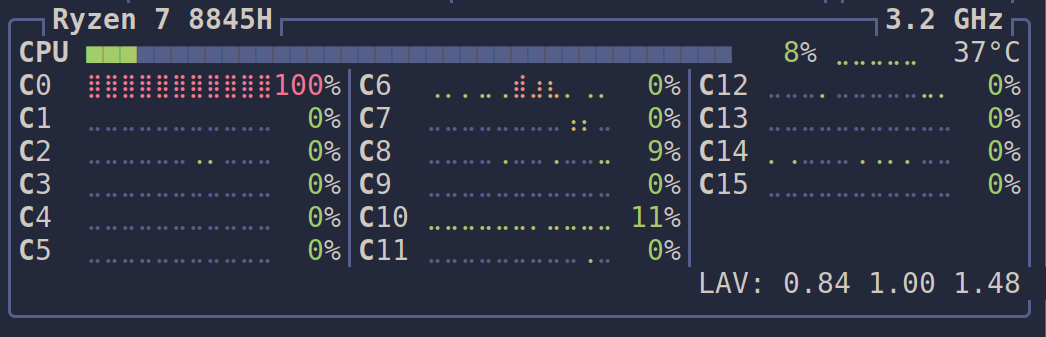 Ryzen 7 8845H 3.2 GHz
CPU 8% 37°C
C0 100% C6 0% C12 0%
C1 0% C7 0% C13 0%
C2 0% C8 9% C14 0%
C3 0% C9 0% C15 0%
C4 0% C10 11%
C5 0% C11 0%
LAV: 0.84 1.00 1.48